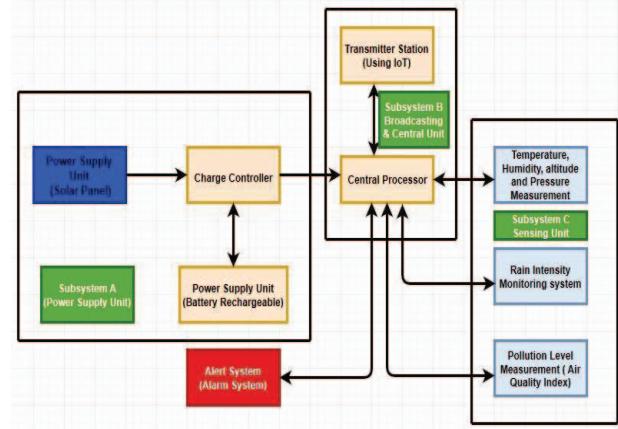 Transmitter Station
(Using IoT)
Subsystem B
Broadcasting
& Central Unit
Power Supply
Unit
(Solar Panel)
Charge Controller
Central Processor
Temperature,
Humidity, altitude
and Pressure
Measurement
Subsystem C
Sensing Unit
Subsystem A
(Power Supply Unit)
Power Supply Unit
(Battery Rechargeable)
Rain Intensity
Monitoring system
Alert System
(Alarm System)
Pollution Level
Measurement ( Air
Quality Index)